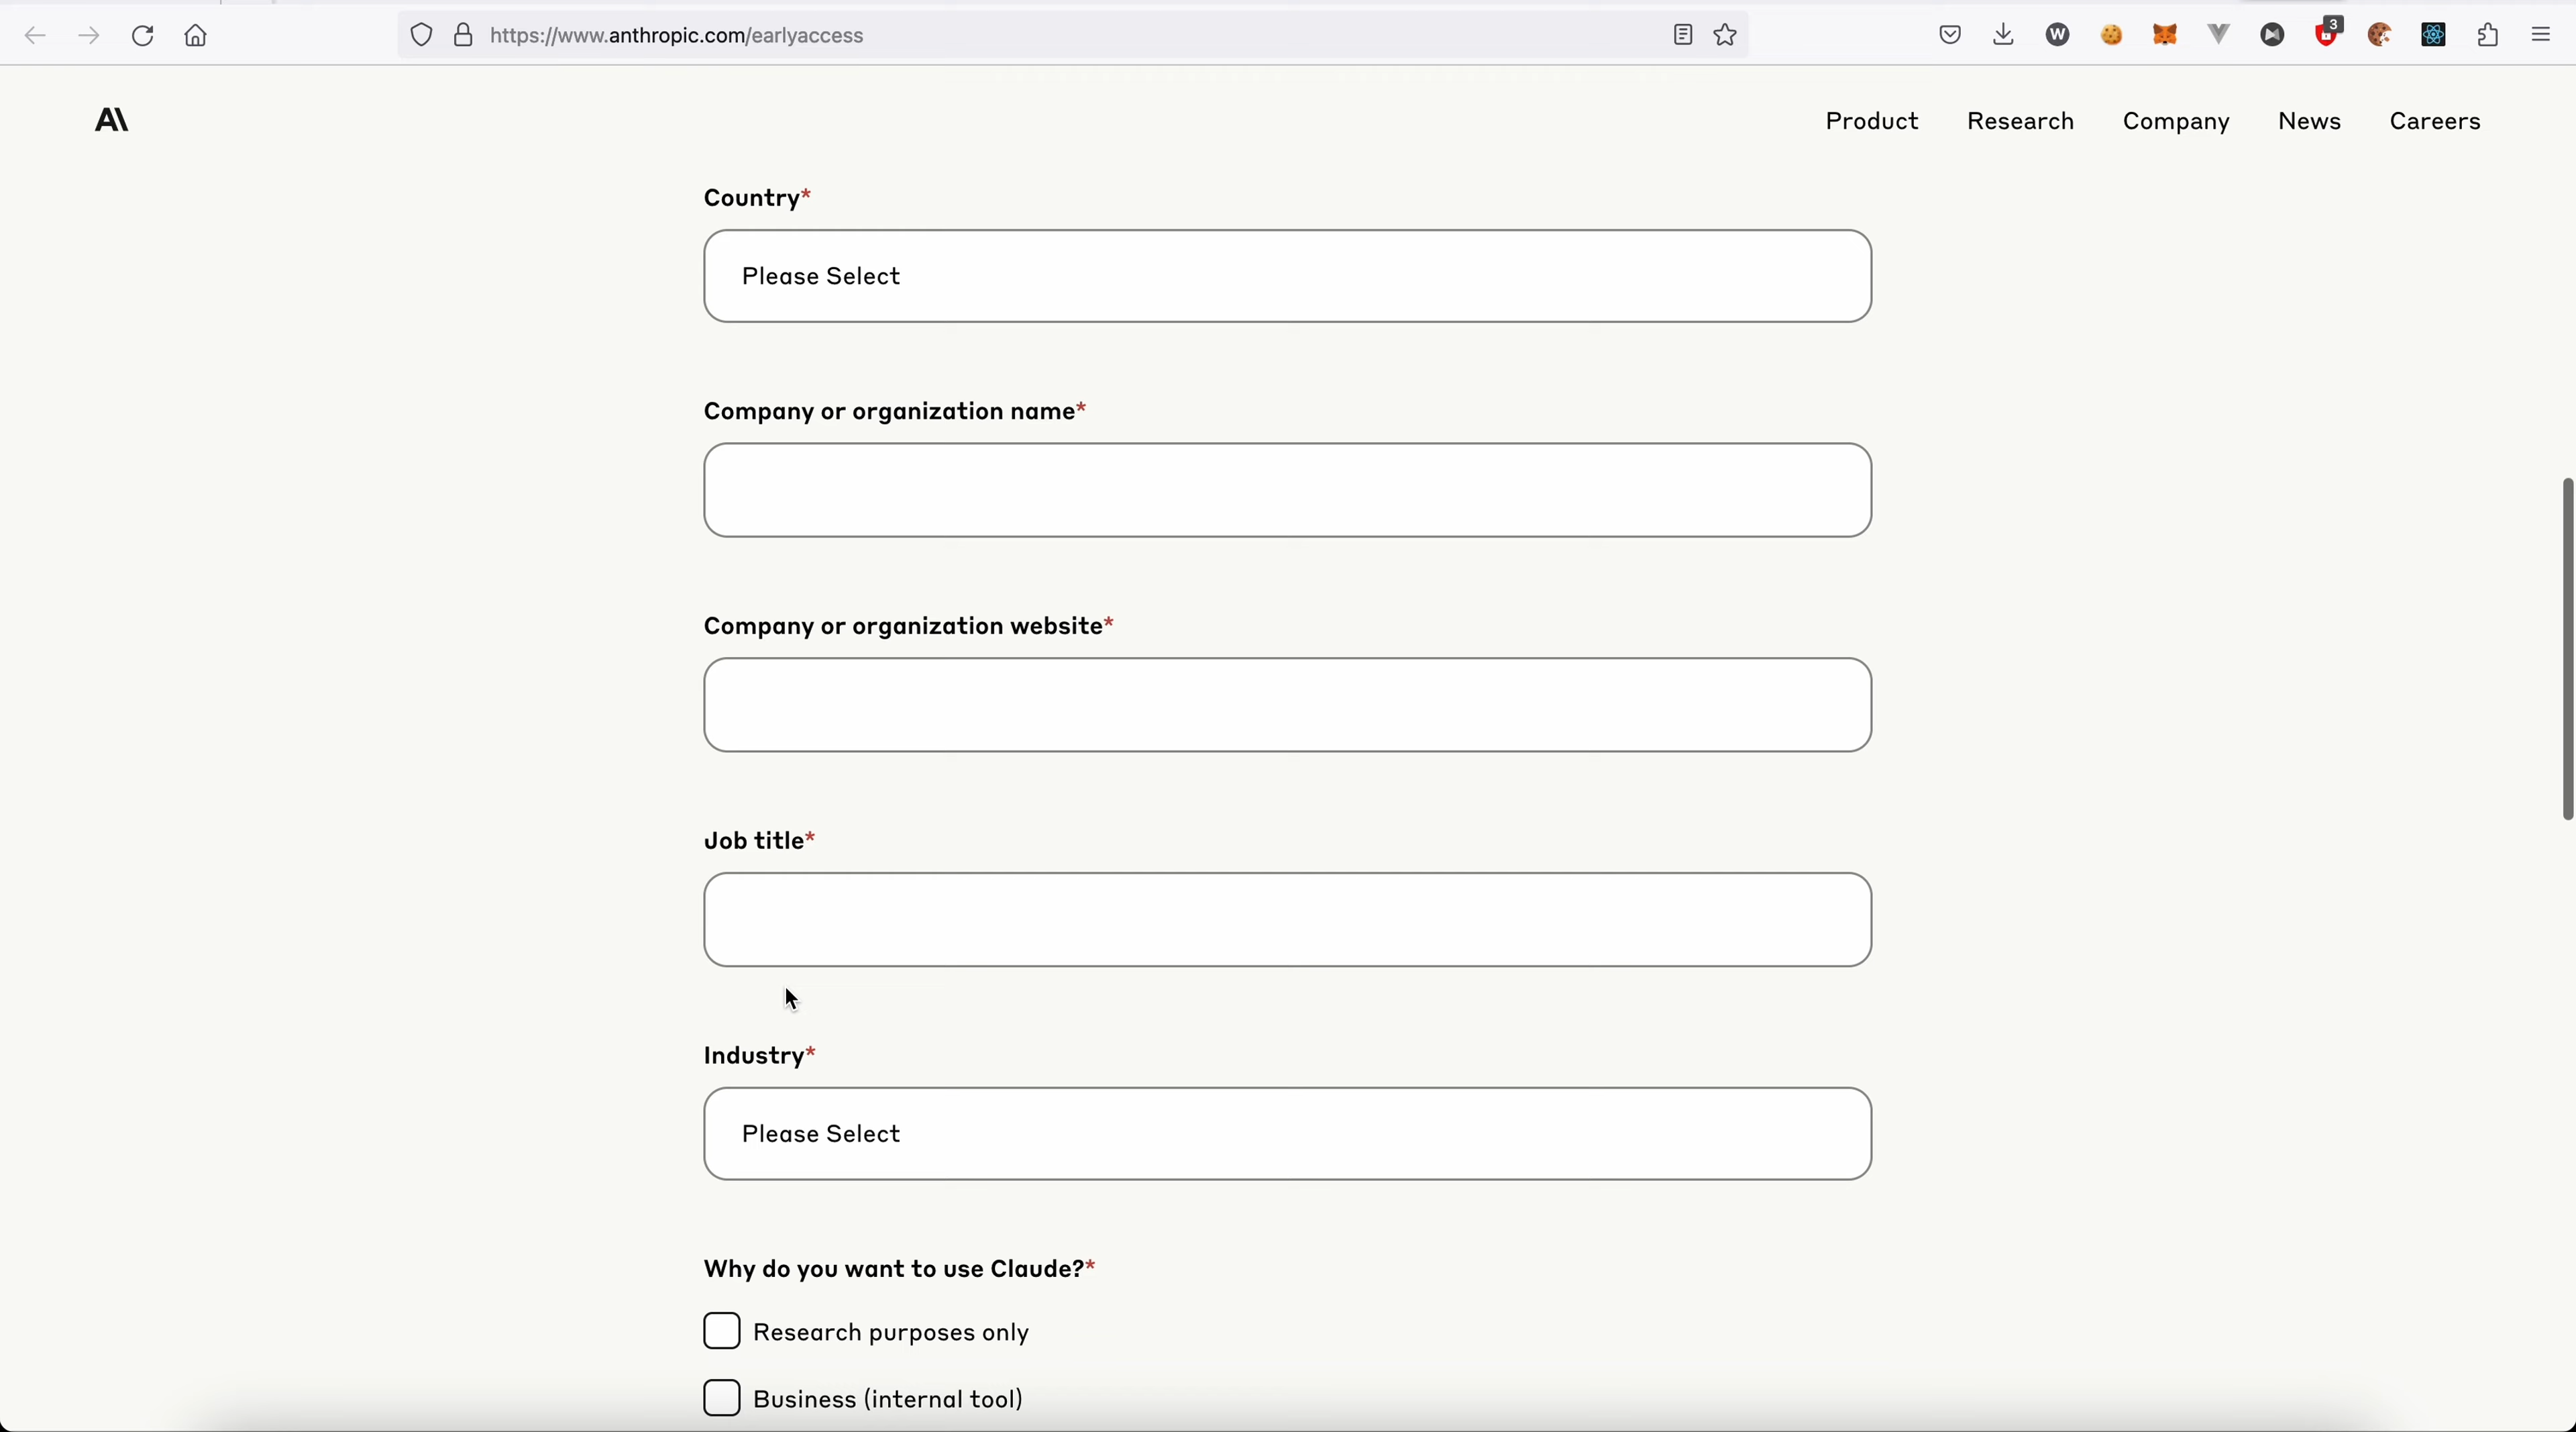 https://www.anthropic.com/earlyaccess
W
3
A\
Product Research Company News Careers
Country*
Please Select
Company or organization name*
Company or organization website*
Job title*
Industry*
Please Select
Why do you want to use Claude?*
Research purposes only
Business (internal tool)